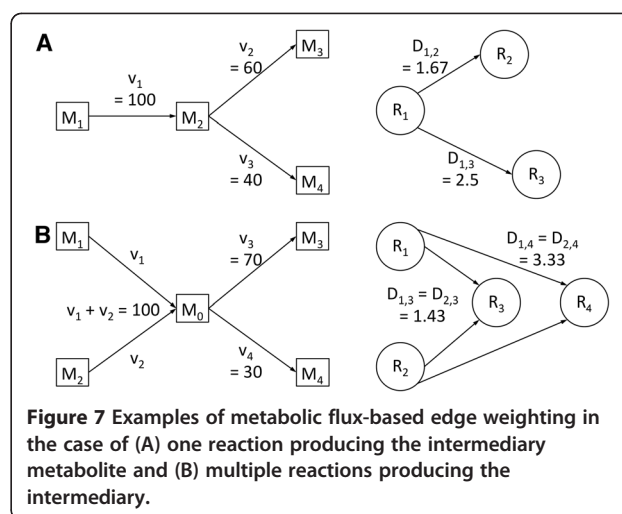 A
v1
= 100
v2
= 60
v3
= 40
M1
M2
M3
M4
D1,2
= 1.67
D1,3
= 2.5
R1
R2
R3
B
M1
M2
v1
v1 + v2 = 100
v2
M0
v3
= 70
v4
= 30
M3
M4
R1
R2
D1,3 = D2,3
= 1.43
R3
D1,4 = D2,4
= 3.33
R4
Figure 7 Examples of metabolic flux-based edge weighting in
the case of (A) one reaction producing the intermediary
metabolite and (B) multiple reactions producing the
intermediary.